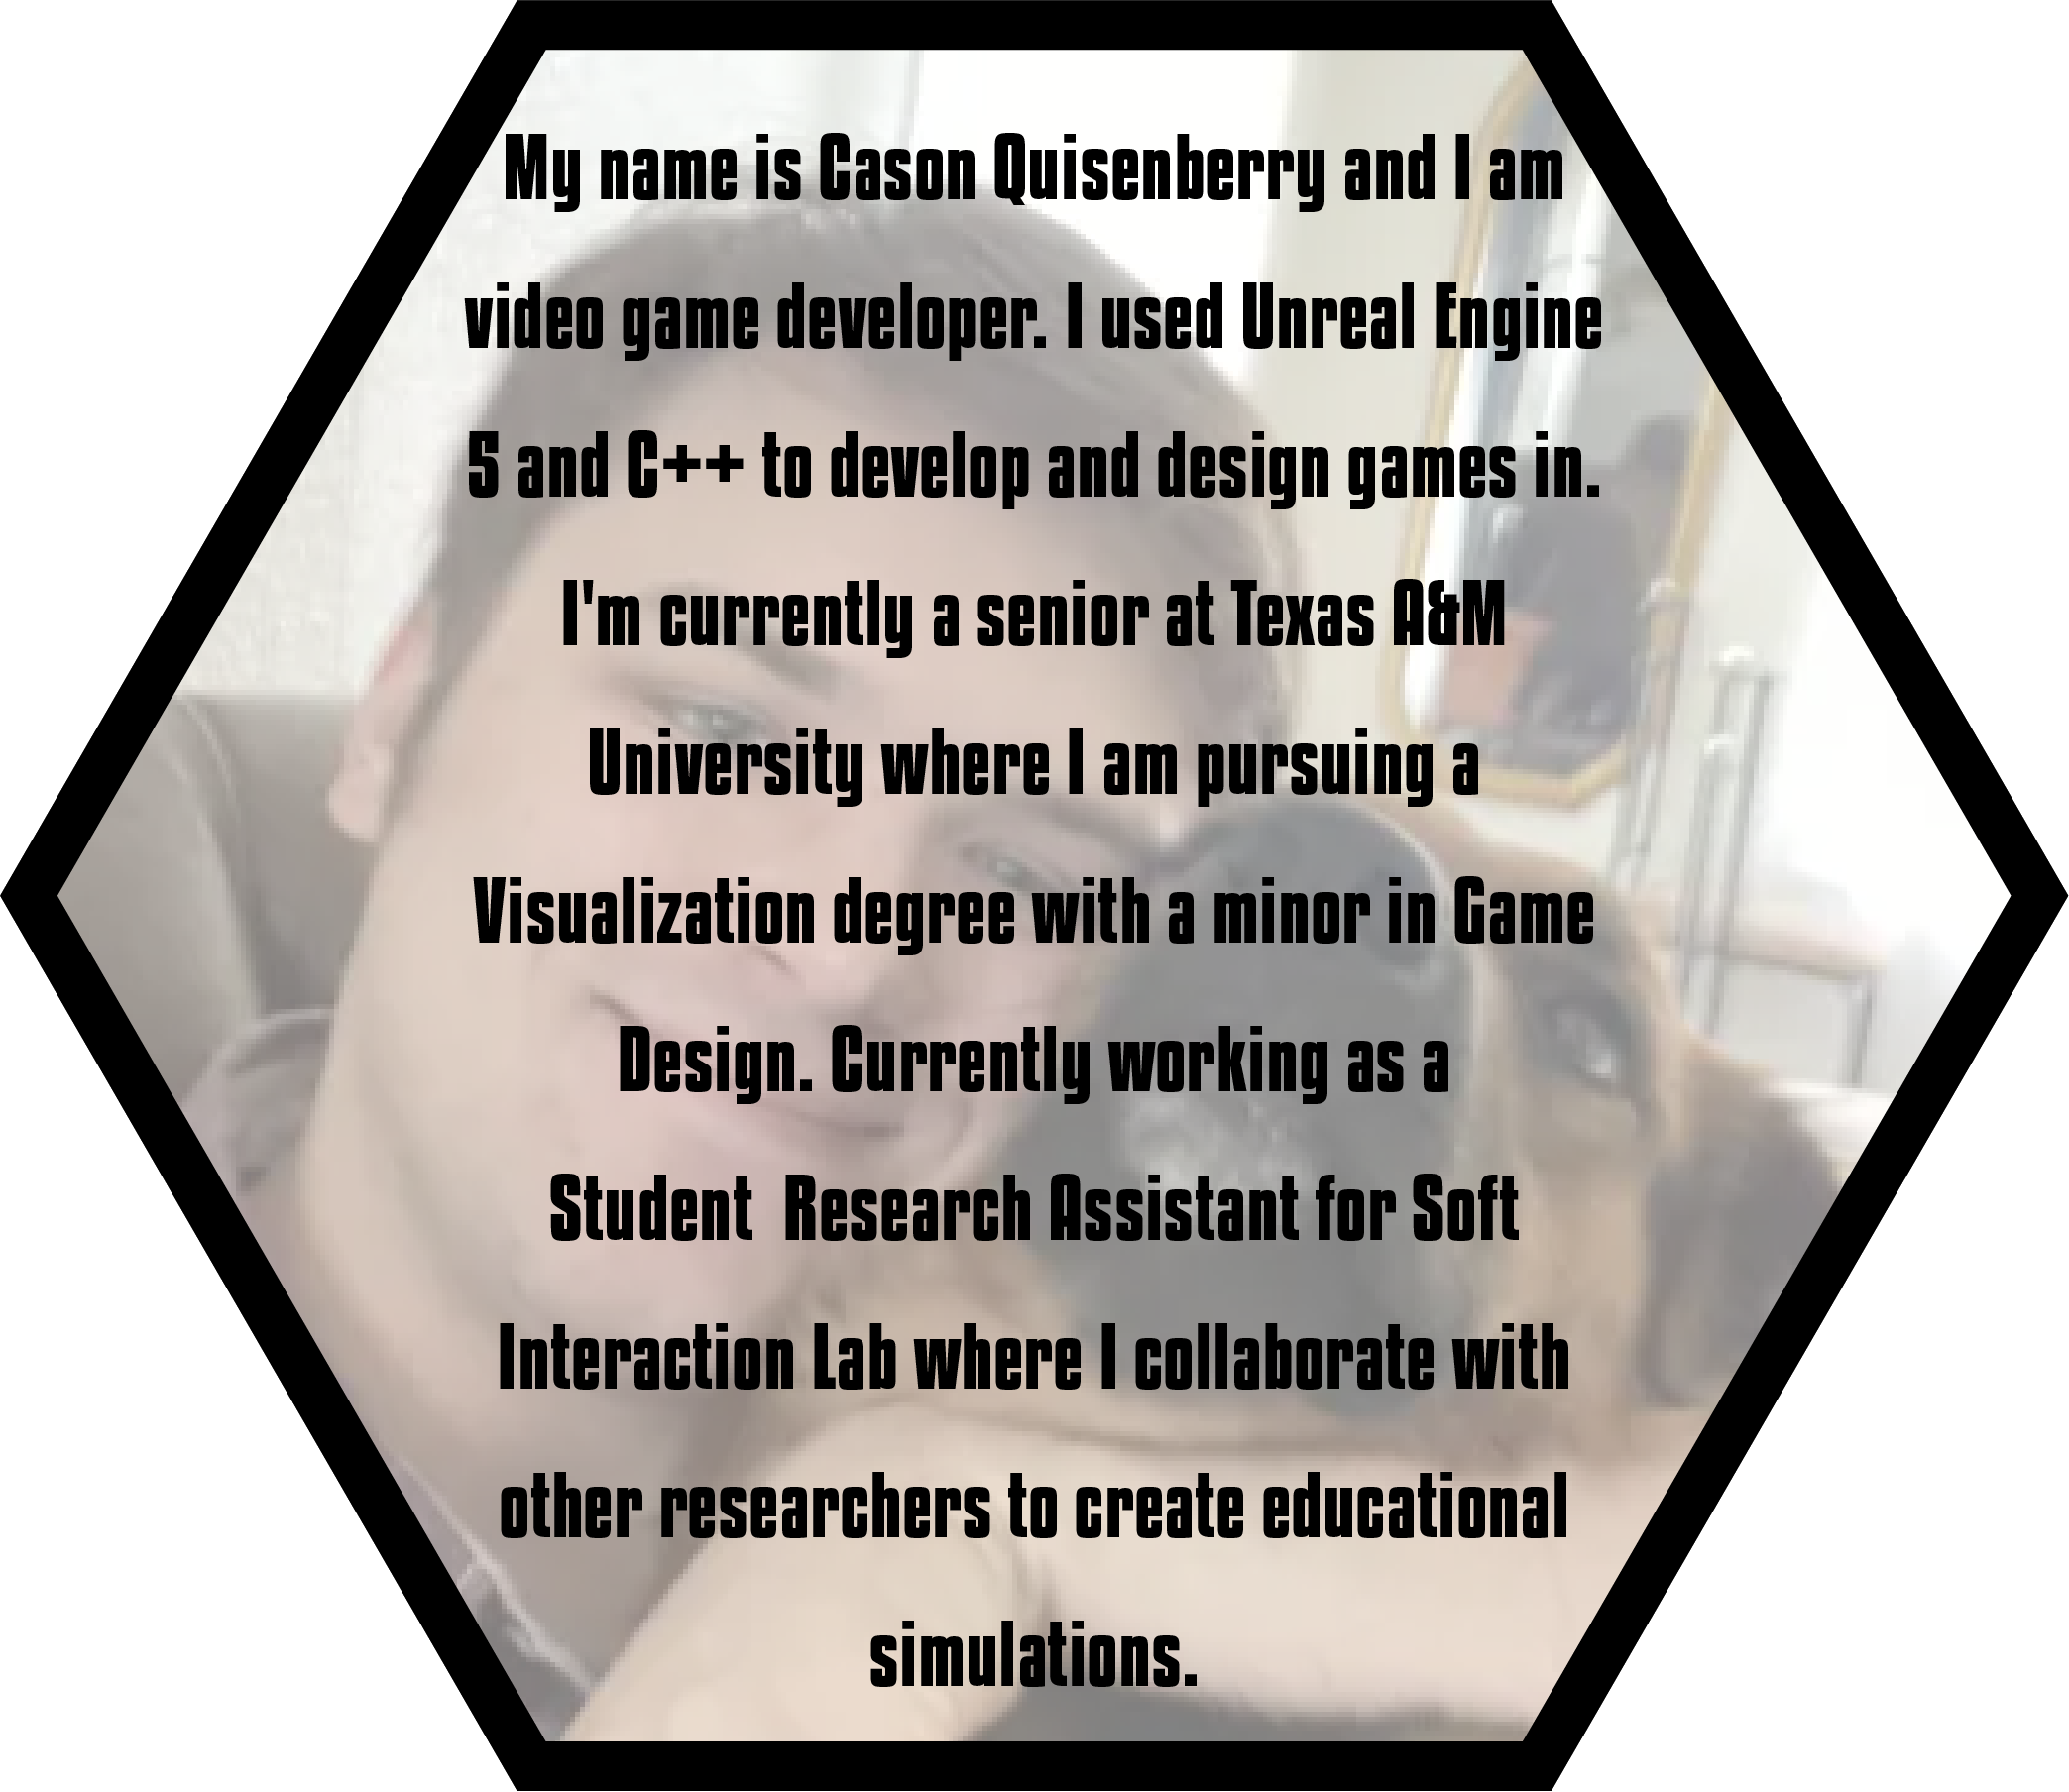 My name is Cason Quisenberry and I am
video game developer. I used Unreal Engine
5 and C++ to develop and design games in.
I'm currently a senior at Texas A&M
University where I am pursuing a
Visualization degree with a minor in Game
Design. Currently working as a
Student  Research Assistant for Soft
Interaction Lab where I collaborate with
other researchers to create educational
simulations.